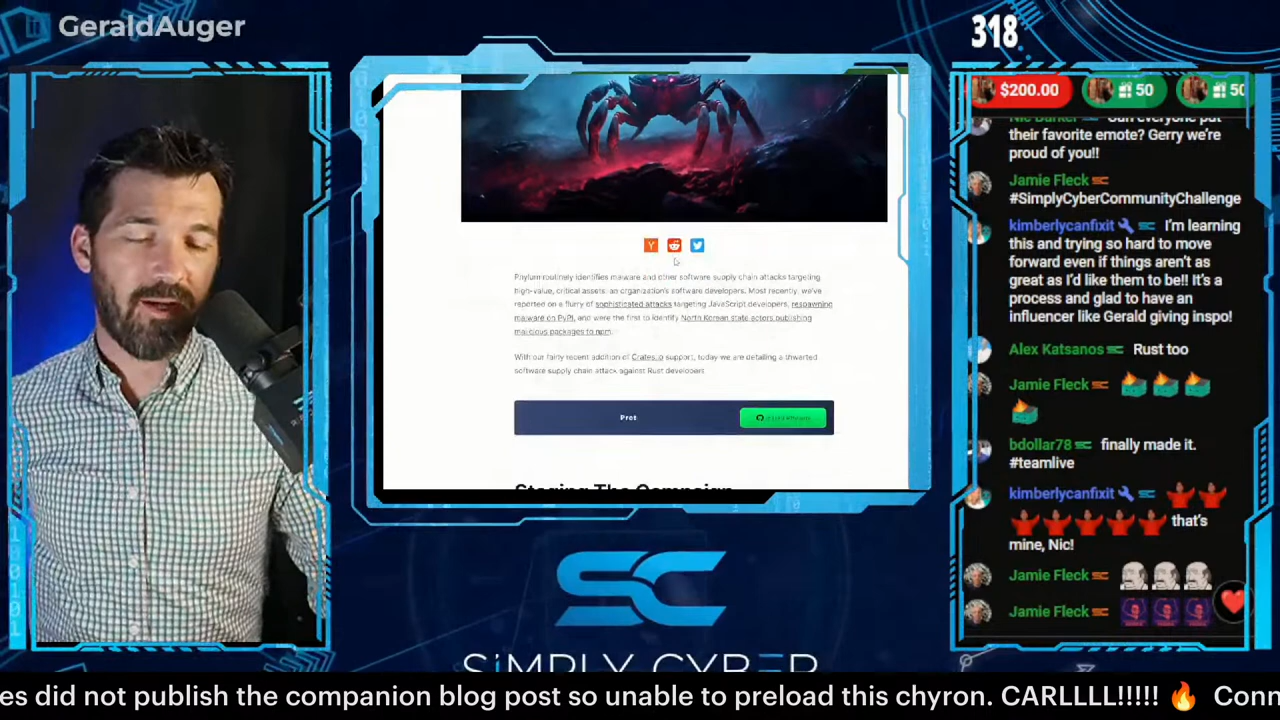 in GeraldAuger
318
$200.00
50
50
their favorite emote? Gerry we're
proud of you!!
Jamie Fleck
#SimplyCyberCommunityChallenge
kimberlycanfixit I'm learning
this and trying so hard to move
forward even if things aren't as
great as I'd like them to be!! It's a
process and glad to have an
influencer like Gerald giving inspo!
Alex Katsanos Rust too
Jamie Fleck
bdollar78 finally made it.
#teamlive
kimberlycanfixit
that's
mine, Nic!
Jamie Fleck
Jamie Fleck
Y
Phylum routinely identifies malware and other software supply chain attacks targeting
high-value, critical assets: an organization's software developers. Most recently, we've
reported on a flurry of sophisticated attacks targeting JavaScript developers, respawning
malware on PyPI, and were the first to identify North Korean state actors publishing
malicious packages to npm.
With our fairly recent addition of Crates.io support, today we are detailing a thwarted
software supply chain attack against Rust developers.
Staging The Campaign
SC
SIMPLY CYBER
es did not publish the companion blog post so unable to preload this chyron. CARLLLL!!!!! 🔥 Conn